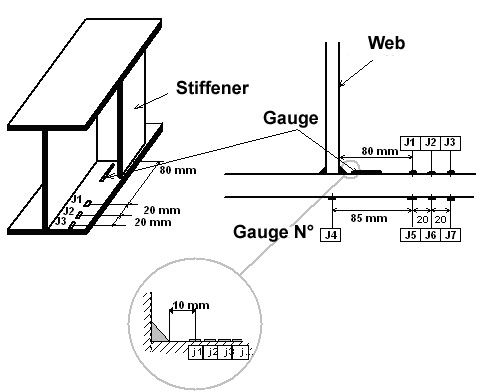 Web
Stiffener
Gauge
80 mm
J1 J2 J3
80 mm
J1
J2
J3
20 mm
20 mm
85 mm
20 20
Gauge N°
J4
J5 J6 J7
10 mm
j1 j2 j3 j.